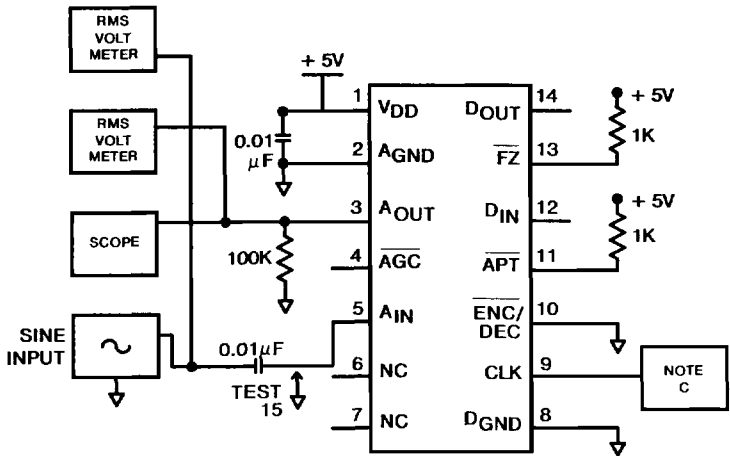 RMS
VOLT
METER
RMS
VOLT
METER
SCOPE
SINE
INPUT
+ 5V
0.01
μF
100K
0.01μF
TEST
15
1
2
3
4
5
6
7
VDD
AGND
AOUT
AGC
AIN
NC
NC
DOUT
FZ
DIN
APT
ENC/
DEC
CLK
DGND
14
13
12
11
10
9
8
+ 5V
1K
+ 5V
1K
NOTE
C